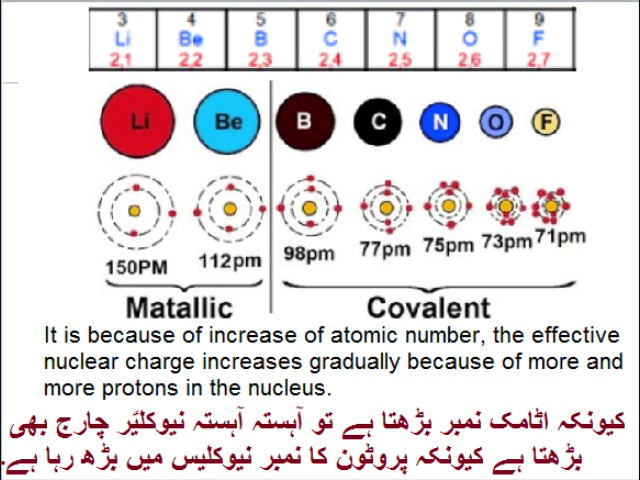 3 4 5 6 7 8 9
Li Be B C N O F
2,1 2,2 2,3 2,4 2,5 2,6 2,7
Li Be B C N O F
150PM 112pm 98pm 77pm 75pm 73pm 71pm
Matallic Covalent
It is because of increase of atomic number, the effective
nuclear charge increases gradually because of more and
more protons in the nucleus.
کیونکہ اٹامک نمبر بڑھتا ہے تو آہستہ آہستہ نیوکلیَر چارج بھی
بڑھتا ہے کیونکہ پروٹون کا نمبر نیوکلیس میں بڑھ رہا ہے.